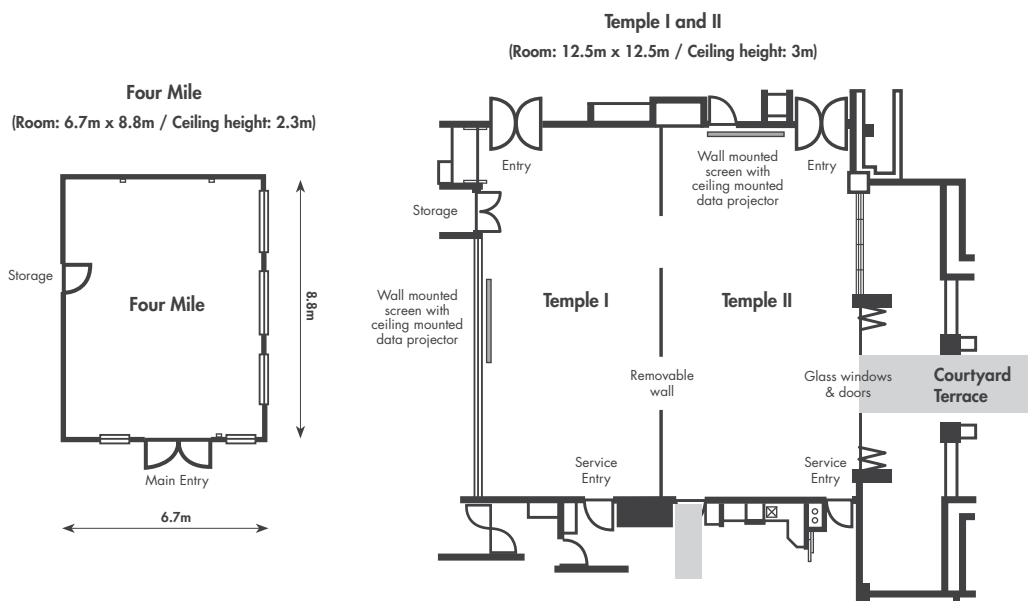 Temple I and II
(Room: 12.5m x 12.5m / Ceiling height: 3m)
Four Mile
(Room: 6.7m x 8.8m / Ceiling height: 2.3m)
Storage
Four Mile
8.8m
Main Entry
6.7m
Entry
Wall mounted
screen with
ceiling mounted
data projector
Entry
Storage
Wall mounted
screen with
ceiling mounted
data projector
Temple I
Temple II
Removable
wall
Glass windows
& doors
Courtyard
Terrace
Service
Entry
Service
Entry